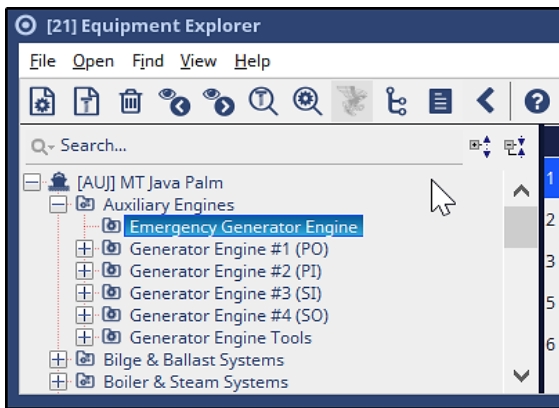 [21] Equipment Explorer
File Open Find View Help
Search...
[AUJ] MT Java Palm
Auxiliary Engines
Emergency Generator Engine
Generator Engine #1 (PO)
Generator Engine #2 (PI)
Generator Engine #3 (SI)
Generator Engine #4 (SO)
Generator Engine Tools
Bilge & Ballast Systems
Boiler & Steam Systems
1
2
3
5
6